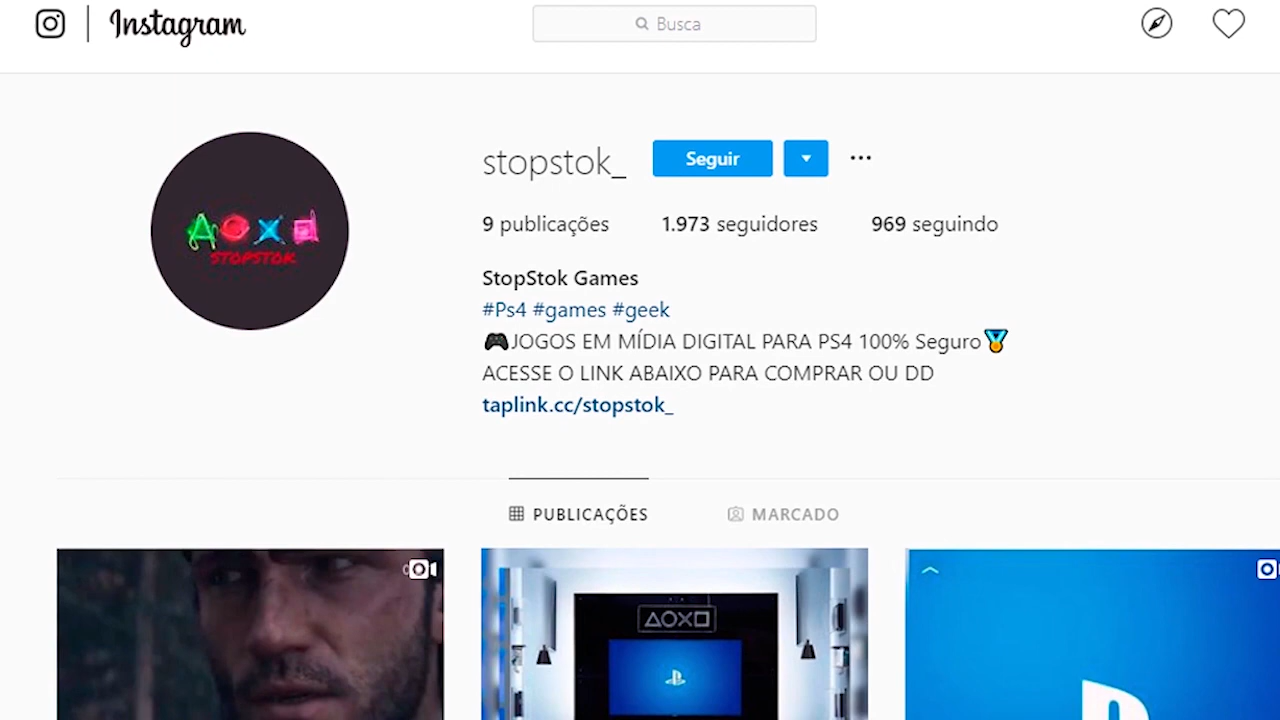 Instagram
Busca
stopstok_
Seguir
9 publicações 1.973 seguidores 969 seguindo
StopStok Games
#Ps4 #games #geek
🎮JOGOS EM MÍDIA DIGITAL PARA PS4 100% Seguro🏅
ACESSE O LINK ABAIXO PARA COMPRAR OU DD
taplink.cc/stopstok_
STOPSTOK
PUBLICAÇÕES MARCADO